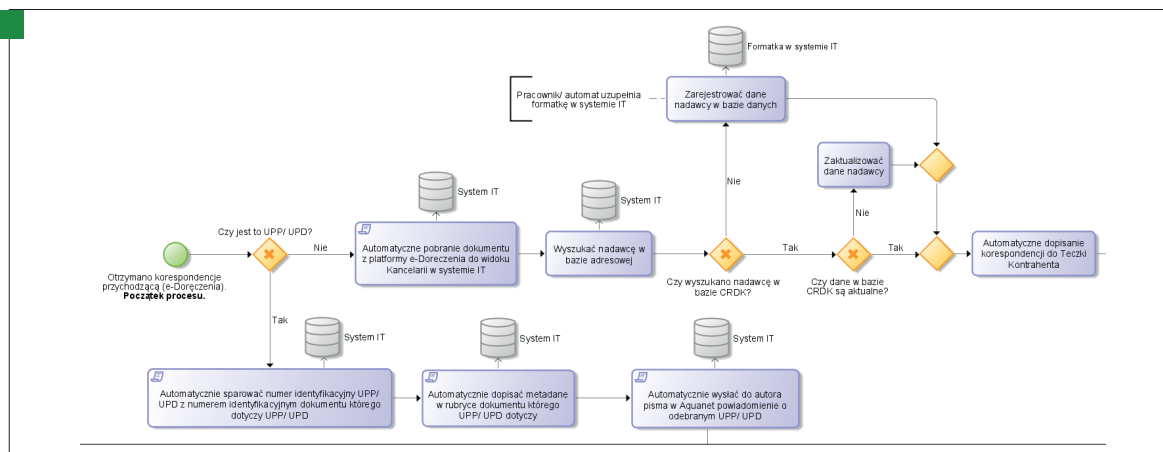 Formatka w systemie IT
Pracownik/ automat uzupełnia
formatkę w systemie IT
Zarejestrować dane
nadawcy w bazie danych
Zaktualizować
dane nadawcy
Nie
Nie
System IT
System IT
Czy jest to UPP/ UPD?
Nie
Automatyczne pobranie dokumentu
z platformy e-Doreczenia do widoku
Kancelarii w systemie IT
Wyszukać nadawcę w
bazie adresowej
Tak
Tak
Automatyczne dopisanie
korespondencji do Teczki
Kontrahenta
Otrzymano korespondencje
przychodzącą (e-Doręczenia).
Początek procesu.
Czy wyszukano nadawcę w
bazie CRDK?
Czy dane w bazie
CRDK są aktualne?
Tak
System IT
System IT
System IT
Automatycznie sparować numer identyfikacyjny UPP/
UPD z numerem identyfikacyjnym dokumentu którego
dotyczy UPP/ UPD
Automatycznie dopisać metadane
w rubryce dokumentu którego
UPP/ UPD dotyczy
Automatycznie wysłać do autora
pisma w Aquanet powiadomienie o
odebranym UPP/ UPD